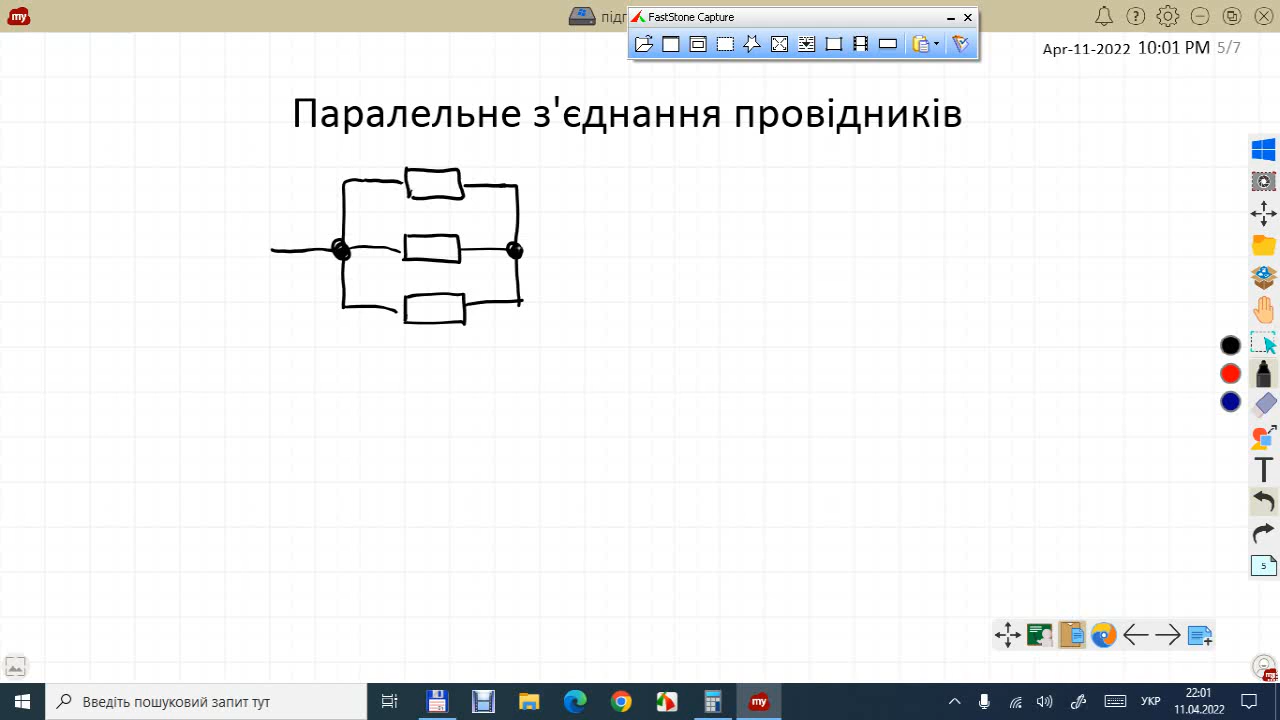 my
підг
FastStone Capture
Apr-11-2022 10:01 PM 5/7
Паралельне з'єднання провідників
T
5
Введіть пошуковий запит тут
my
УКР
22:01
11.04.2022